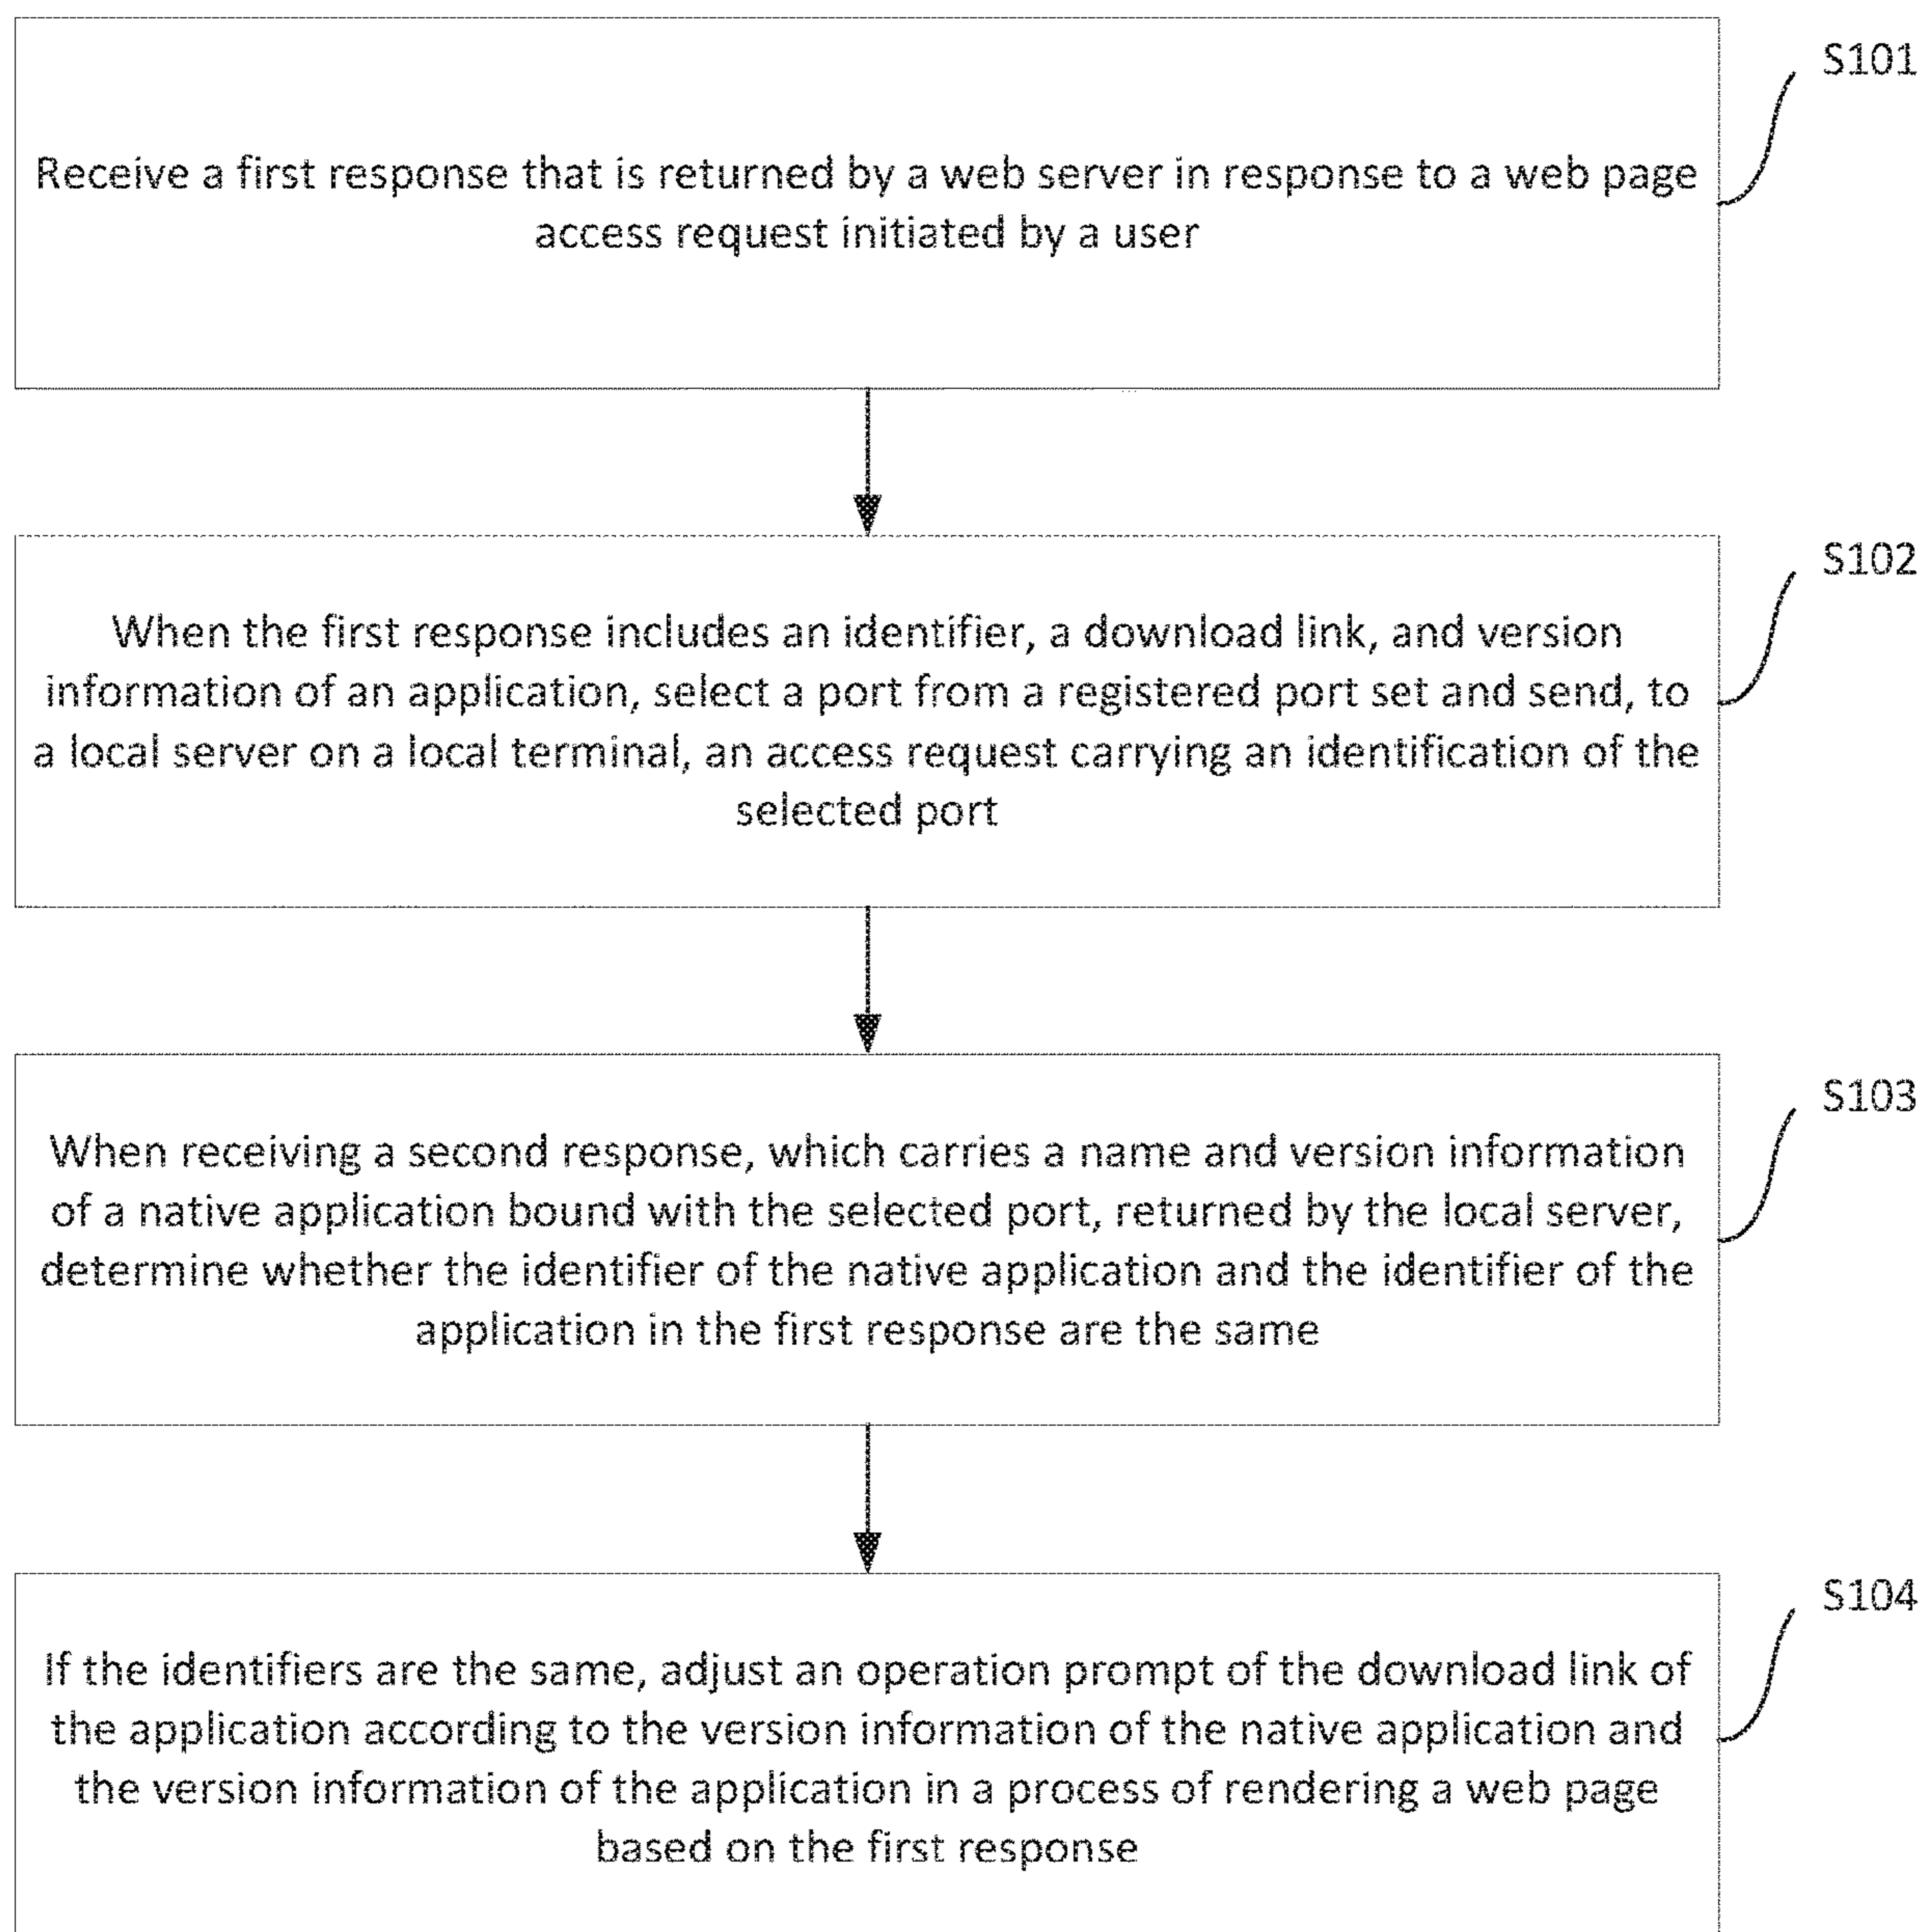 S101
Receive a first response that is returned by a web server in response to a web page
access request initiated by a user
S102
When the first response includes an identifier, a download link, and version
information of an application, select a port from a registered port set and send, to
a local server on a local terminal, an access request carrying an identification of the
selected port
S103
When receiving a second response, which carries a name and version information
of a native application bound with the selected port, returned by the local server,
determine whether the identifier of the native application and the identifier of the
application in the first response are the same
S104
If the identifiers are the same, adjust an operation prompt of the download link of
the application according to the version information of the native application and
the version information of the application in a process of rendering a web page
based on the first response